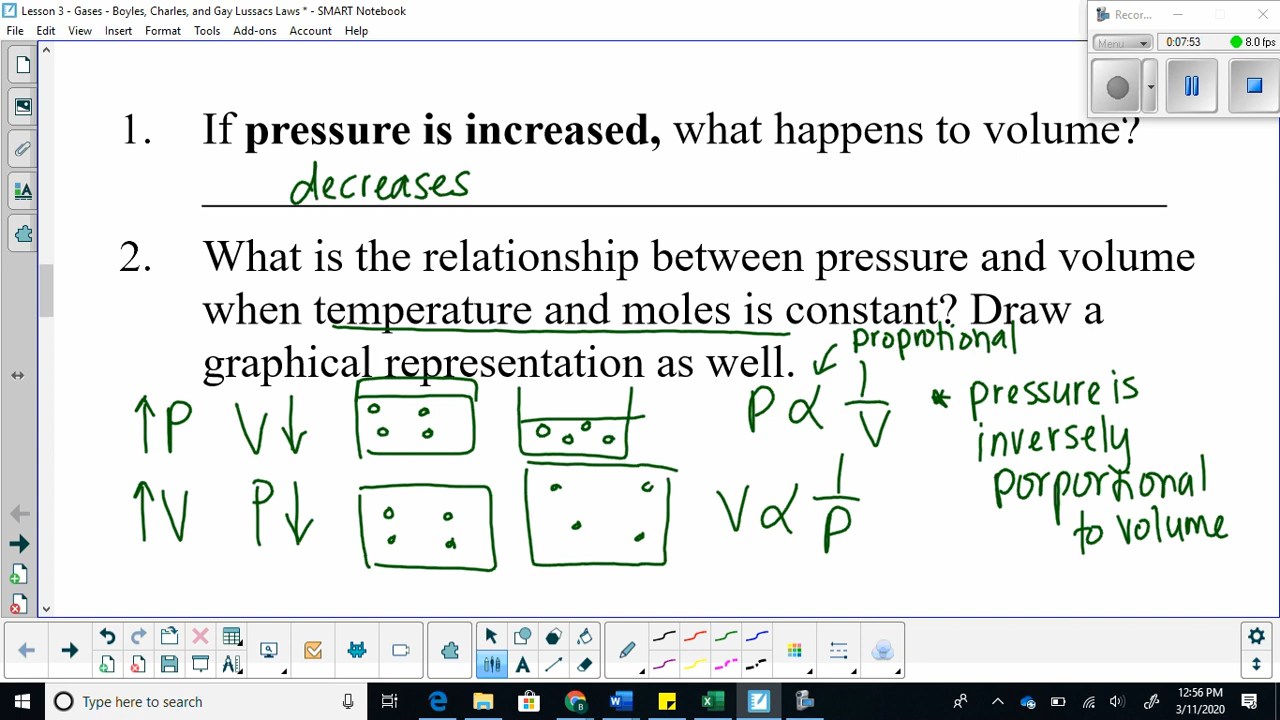 Lesson 3 - Gases - Boyles, Charles, and Gay Lussacs Laws * - SMART Notebook
Recor...
File Edit View Insert Format Tools Add-ons Account Help
Menu 0:07:53 8.0 fps
1. If pressure is increased, what happens to volume?
decreases
2. What is the relationship between pressure and volume
when temperature and moles is constant? Draw a
graphical representation as well.
proprotional
↑P V↓ P ∝ 1/V * pressure is
inversely
porportional
to volume
↑V P↓ V ∝ 1/P
Type here to search
12:56 PM
3/11/2020